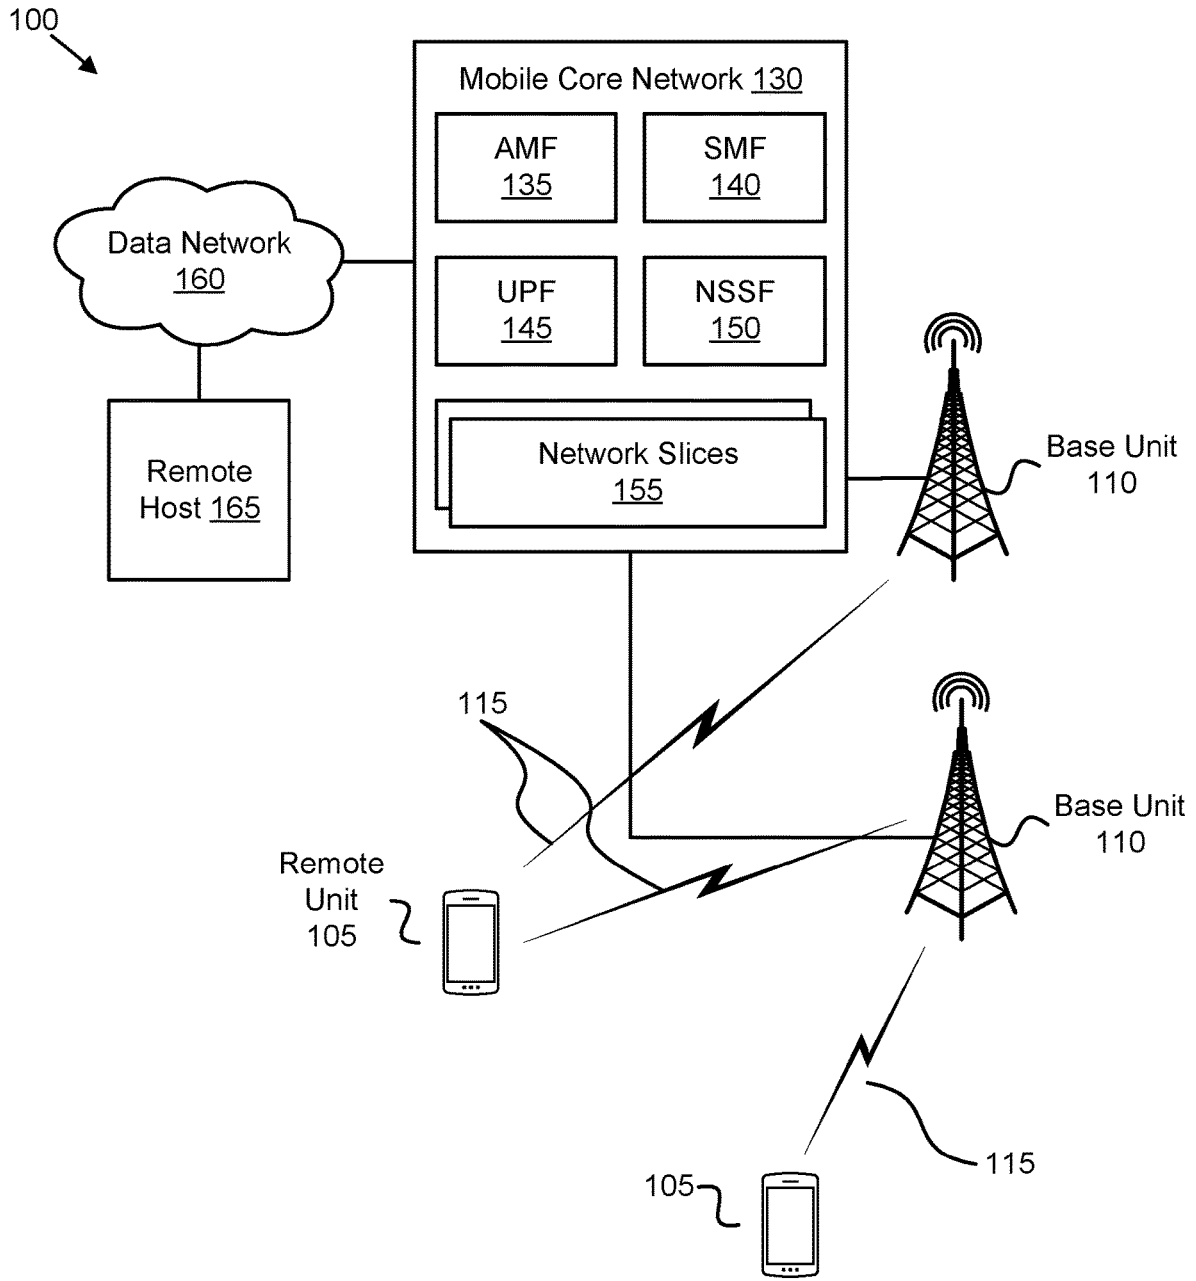 100
Mobile Core Network 130
AMF
135
SMF
140
Data Network
160
UPF
145
NSSF
150
Network Slices
155
Base Unit
110
Remote
Host 165
115
Base Unit
110
Remote
Unit
105
115
105